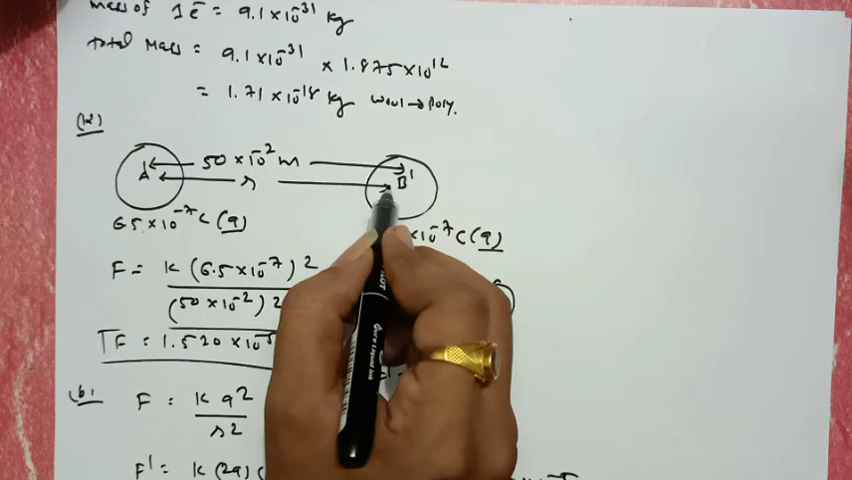 mass of 1 ē = 9.1×10⁻³¹ kg
total mass = 9.1×10⁻³¹ × 1.875×10¹²
= 1.71×10⁻¹⁸ kg wool → Poly.
50×10⁻² m
A B
r
6.5×10⁻⁷ C (q) ×10⁻⁷ C (q)
F = K (6.5×10⁻⁷)²
(50×10⁻²)²
F = 1.520×10
(b) F = K q²
r²
F' = K (2q) (